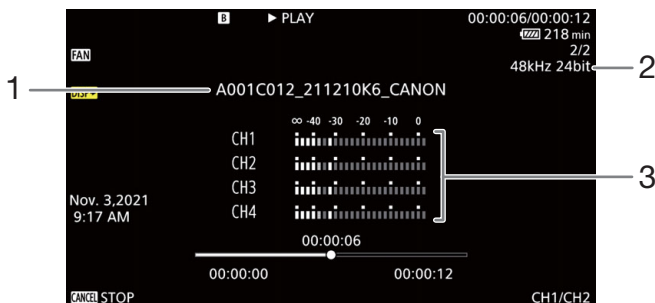 B ▶ PLAY 00:00:06/00:00:12
218 min
FAN 2/2
48kHz 24bit 2
1 DISP A001C012_211210K6_CANON
∞ -40 -30 -20 -10 0
CH1
CH2
CH3 3
Nov. 3,2021
CH4
9:17 AM
00:00:06
00:00:00 00:00:12
CANCEL STOP CH1/CH2